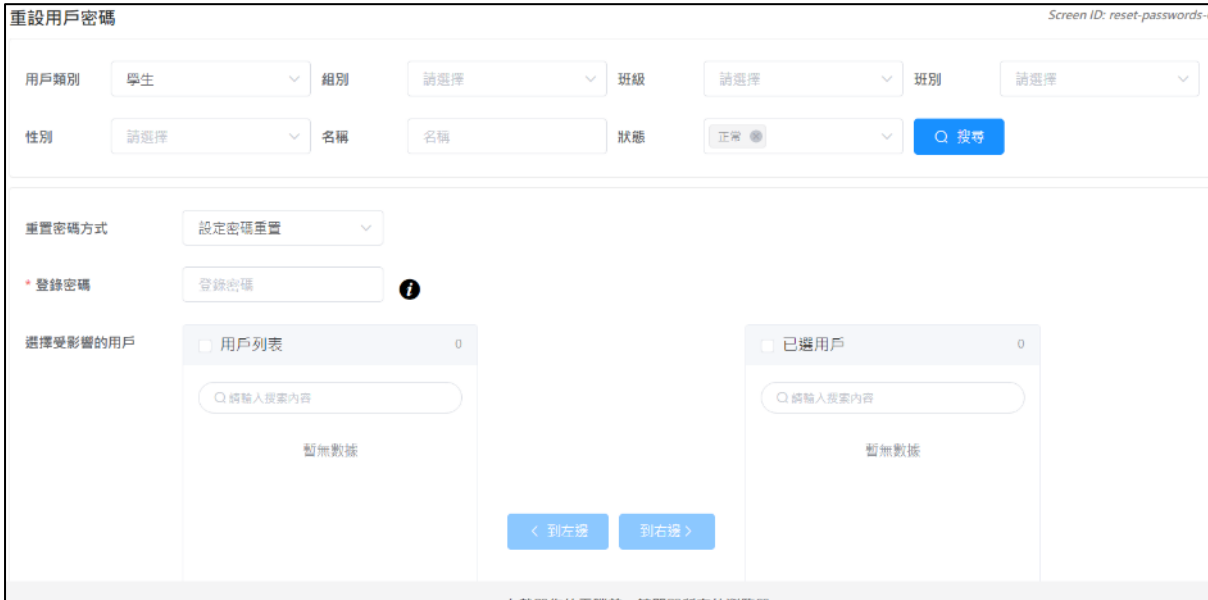 重設用戶密碼
Screen ID: reset-passwords-
用戶類別 學生 組別 請選擇 班級 請選擇 班別 請選擇
性別 請選擇 名稱 名稱 狀態 正常 搜尋
重置密碼方式 設定密碼重置
* 登錄密碼 登錄密碼
選擇受影響的用戶 用戶列表 0 已選用戶 0
請輸入搜索內容 請輸入搜索內容
暫無數據 暫無數據
< 到左邊 到右邊 >